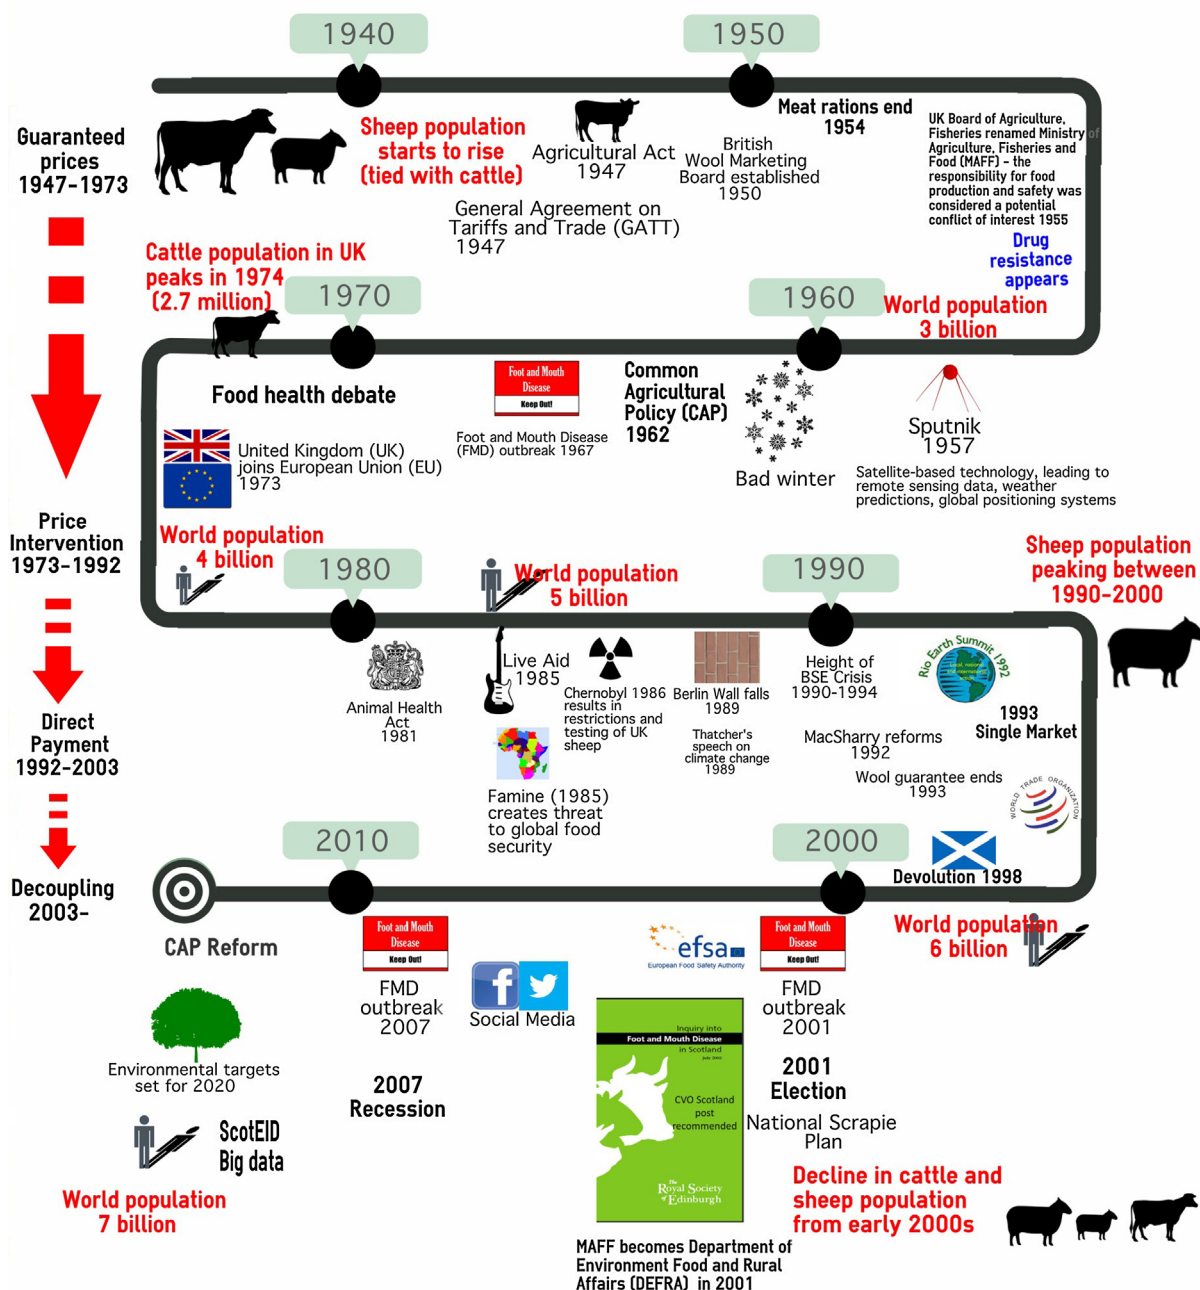 1940
1950
Guaranteed
prices
1947-1973
Sheep population
starts to rise
(tied with cattle)
Agricultural Act
1947
General Agreement on
Tariffs and Trade (GATT)
1947
British
Wool Marketing
Board established
1950
Meat rations end
1954
UK Board of Agriculture,
Fisheries renamed Ministry of
Agriculture, Fisheries and
Food (MAFF) - the
responsibility for food
production and safety was
considered a potential
conflict of interest 1955
Drug
resistance
appears
Cattle population in UK
peaks in 1974
(2.7 million)
1970
1960
World population
3 billion
Food health debate
United Kingdom (UK)
joins European Union (EU)
1973
Foot and Mouth
Disease
Keep Out!
Foot and Mouth Disease
(FMD) outbreak 1967
Common
Agricultural
Policy (CAP)
1962
Bad winter
Sputnik
1957
Satellite-based technology, leading to
remote sensing data, weather
predictions, global positioning systems
Price
Intervention
1973-1992
World population
4 billion
1980
World population
5 billion
1990
Sheep population
peaking between
1990-2000
Animal Health
Act
1981
Live Aid
1985
Famine (1985)
creates threat
to global food
security
Chernobyl 1986
results in
restrictions and
testing of UK
sheep
Berlin Wall falls
1989
Thatcher's
speech on
climate change
1989
Height of
BSE Crisis
1990-1994
Rio Earth Summit 1992
MacSharry reforms
1992
1993
Single Market
Wool guarantee ends
1993
WORLD TRADE ORGANIZATION
Direct
Payment
1992-2003
2010
2000
Devolution 1998
Decoupling
2003-
CAP Reform
World population
6 billion
Foot and Mouth
Disease
Keep Out!
FMD
outbreak
2007
Social Media
efsa
European Food Safety Authority
Foot and Mouth
Disease
Keep Out!
FMD
outbreak
2001
Environmental targets
set for 2020
2007
Recession
Inquiry into
Foot and Mouth Disease
in Scotland
July 2002
CVO Scotland
post
recommended
The
Royal Society
of Edinburgh
2001
Election
National Scrapie
Plan
ScotEID
Big data
World population
7 billion
Decline in cattle and
sheep population
from early 2000s
MAFF becomes Department of
Environment Food and Rural
Affairs (DEFRA) in 2001